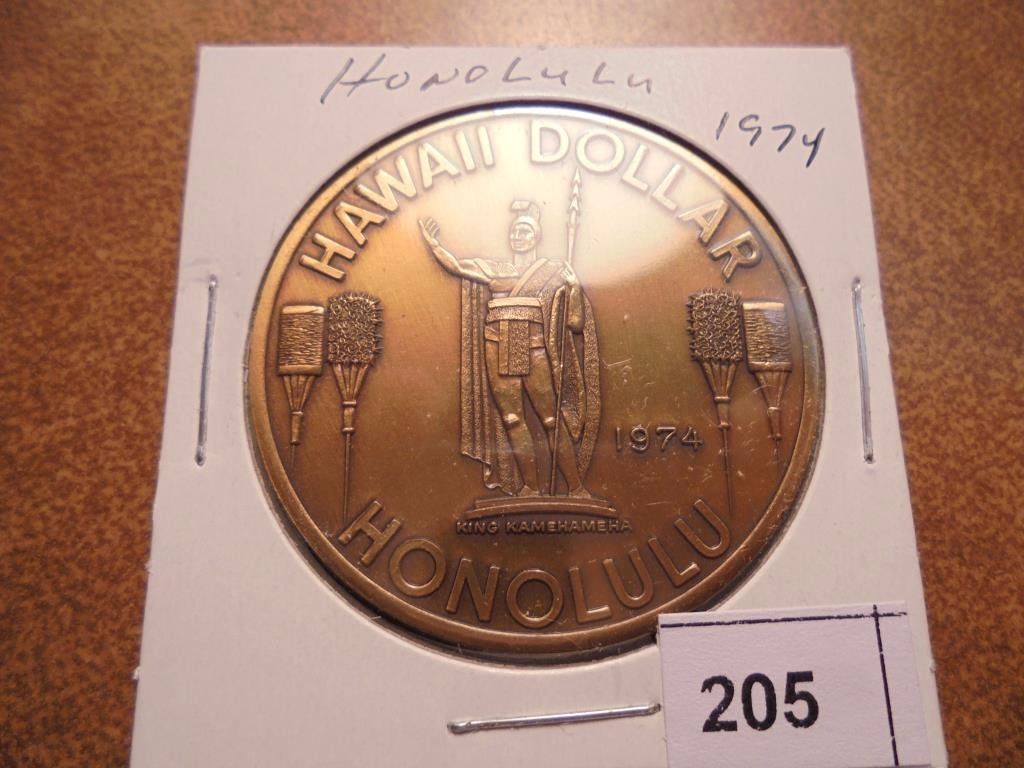 HONOLULU
1974
HAWAII DOLLAR
1974
KING KAMEHAMEHA
HONOLULU
205